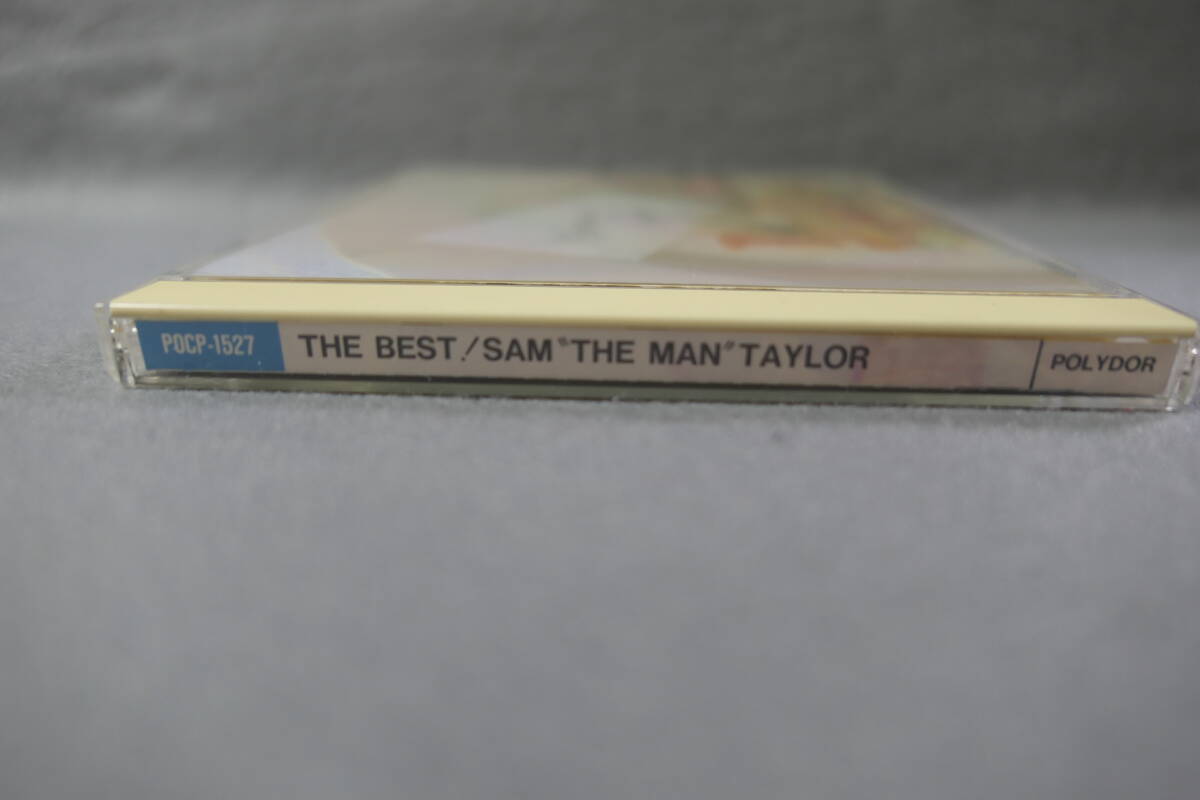 POCP-1527 THE BEST!/SAM "THE MAN" TAYLOR POLYDOR